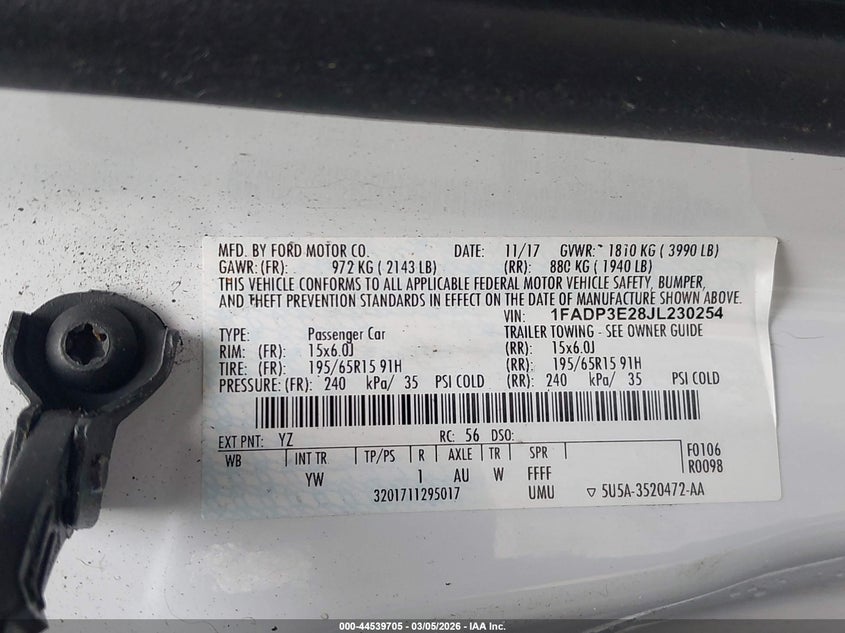 MFD. BY FORD MOTOR CO. DATE: 11/17 GVWR: 1810 KG ( 3990 LB)
GAWR: (FR): 972 KG ( 2143 LB) (RR): 880 KG ( 1940 LB)
THIS VEHICLE CONFORMS TO ALL APPLICABLE FEDERAL MOTOR VEHICLE SAFETY, BUMPER,
AND THEFT PREVENTION STANDARDS IN EFFECT ON THE DATE OF MANUFACTURE SHOWN ABOVE.
VIN: 1FADP3E28JL230254
TYPE: Passenger Car TRAILER TOWING - SEE OWNER GUIDE
RIM: (FR): 15x6.0J (RR): 15x6.0J
TIRE: (FR): 195/65R15 91H (RR): 195/65R15 91H
PRESSURE: (FR): 240 kPa/ 35 PSI COLD (RR): 240 kPa/ 35 PSI COLD
EXT PNT: YZ RC: 56 DSO:
WB INT TR TP/PS R AXLE TR SPR F0106
YW 1 AU W FFFF R0098
3201711295017 UMU ▽ 5U5A-3520472-AA
000-44539705 - 03/05/2026 - IAA Inc.